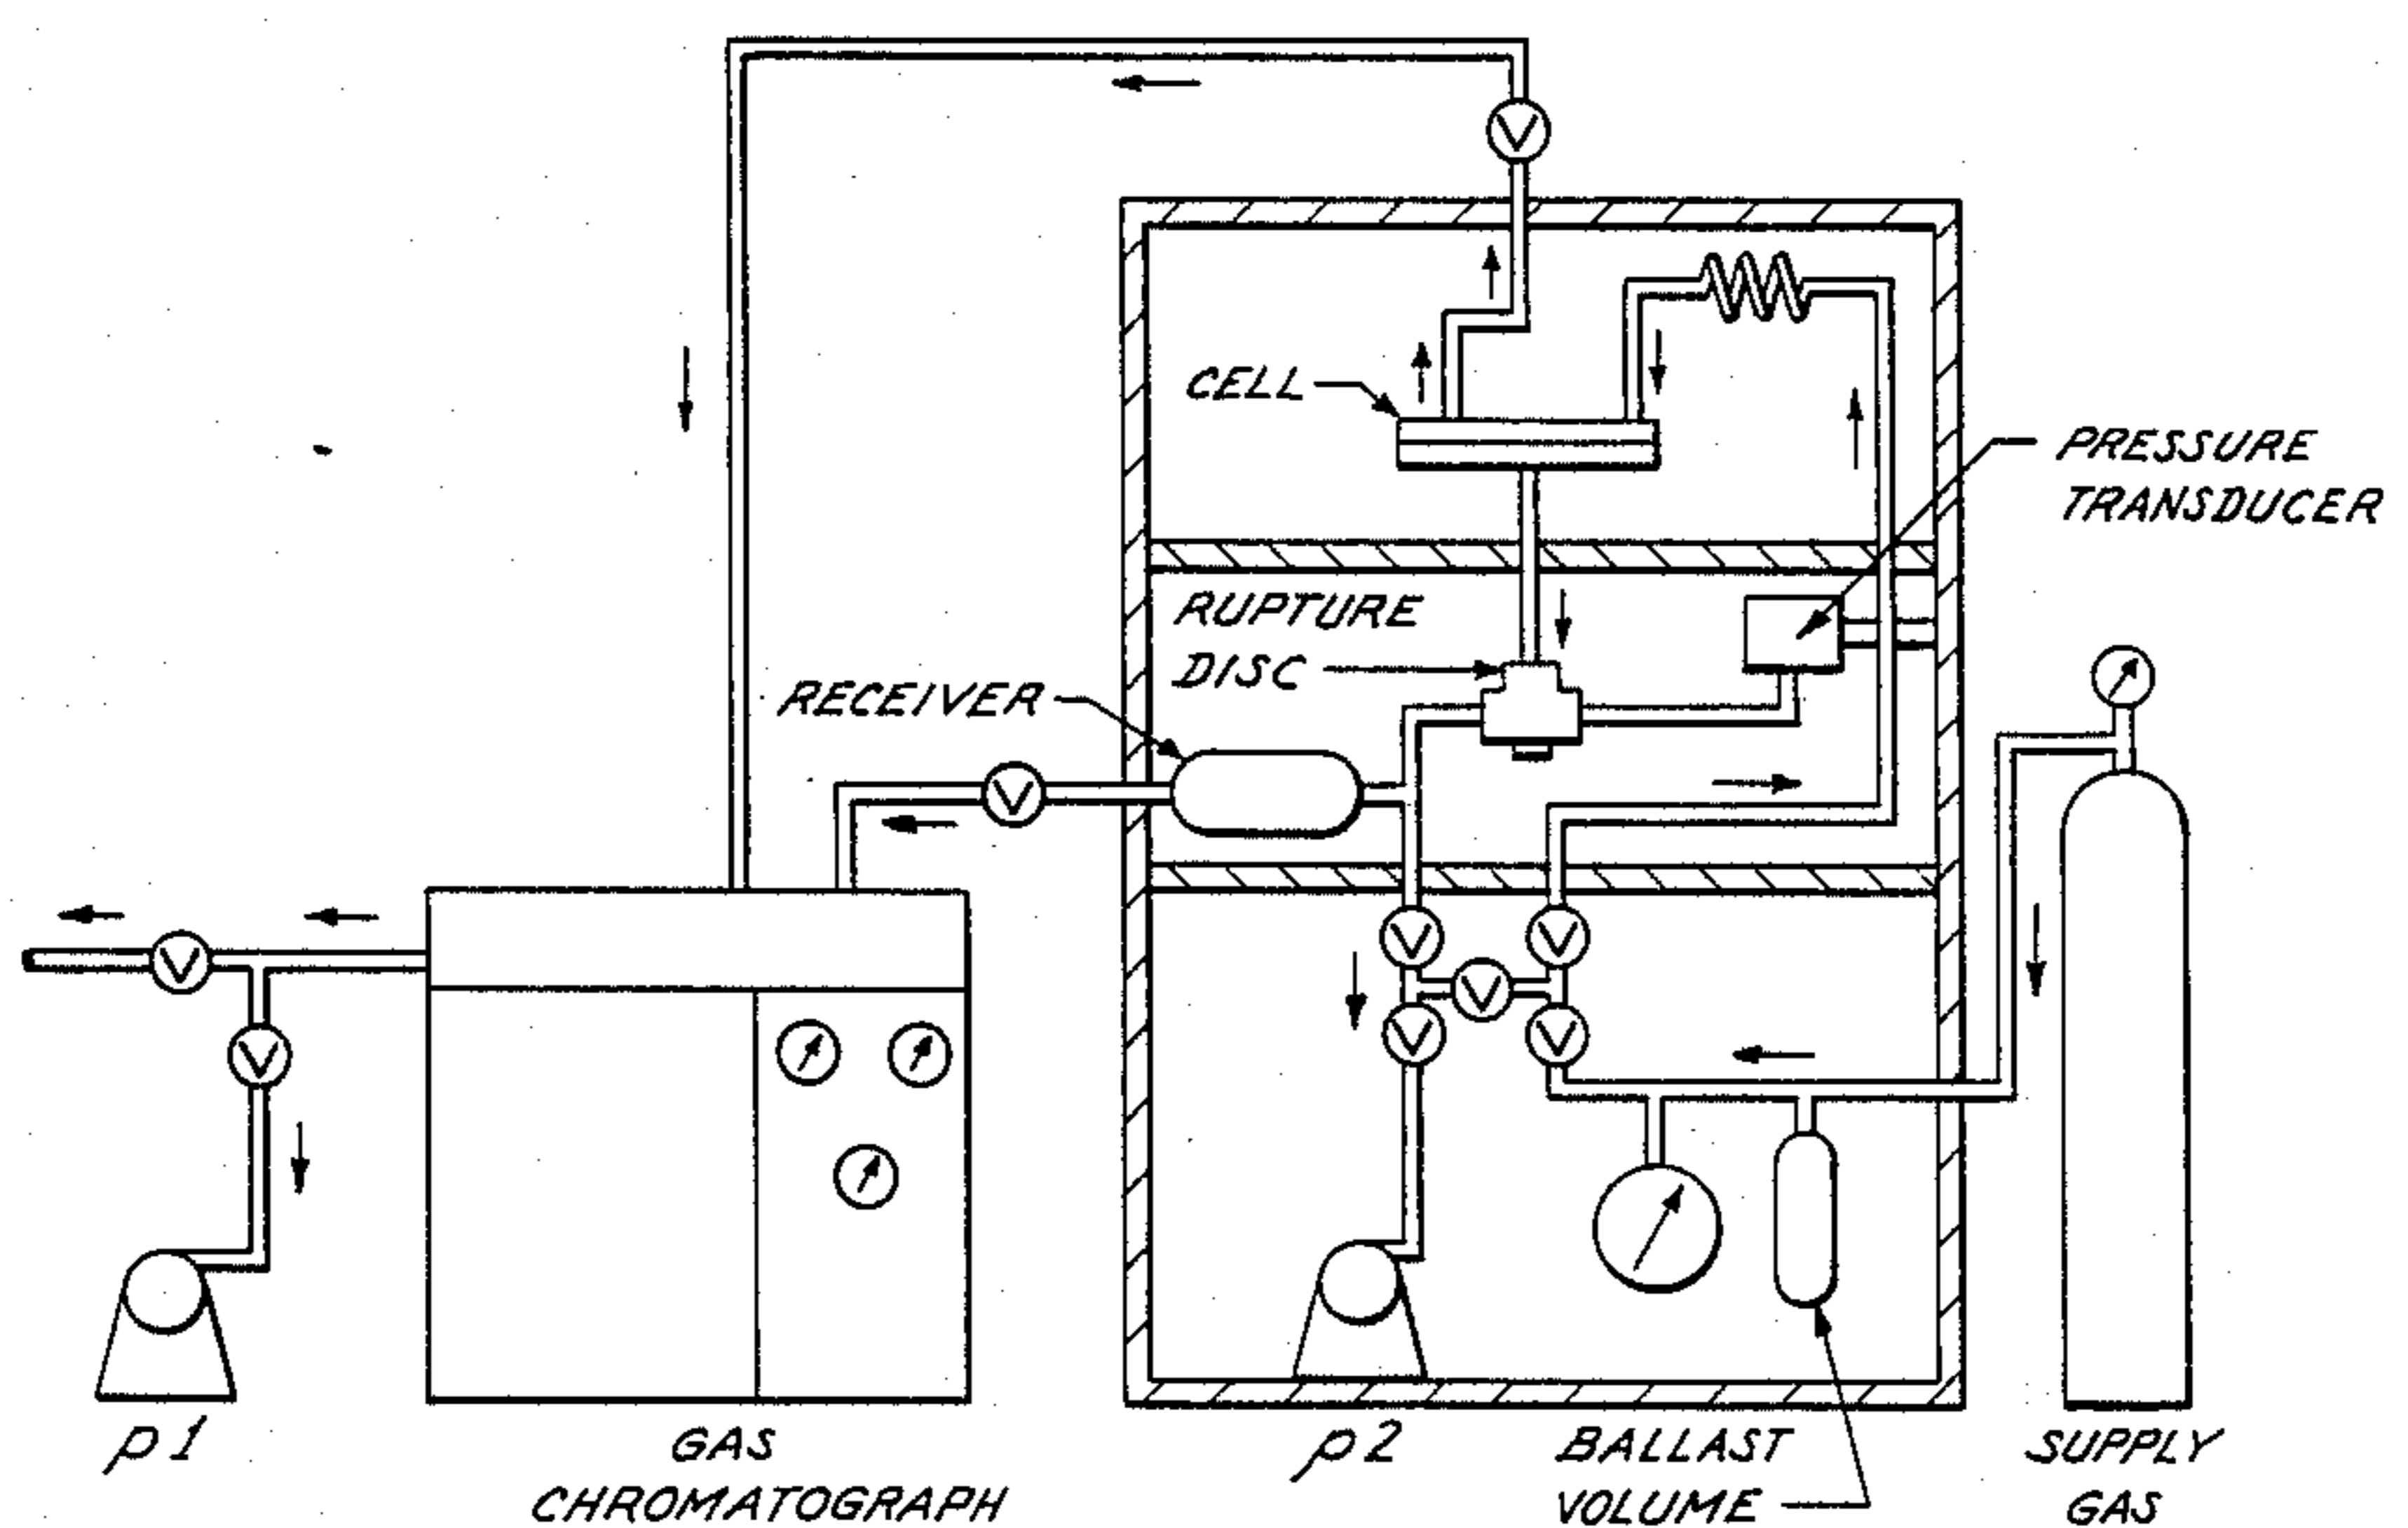 V
CELL
PRESSURE
TRANSDUCER
RUPTURE
DISC
RECEIVER
V
V
V
V
V
V
V
V
p1
GAS
CHROMATOGRAPH
p2
BALLAST
VOLUME
SUPPLY
GAS